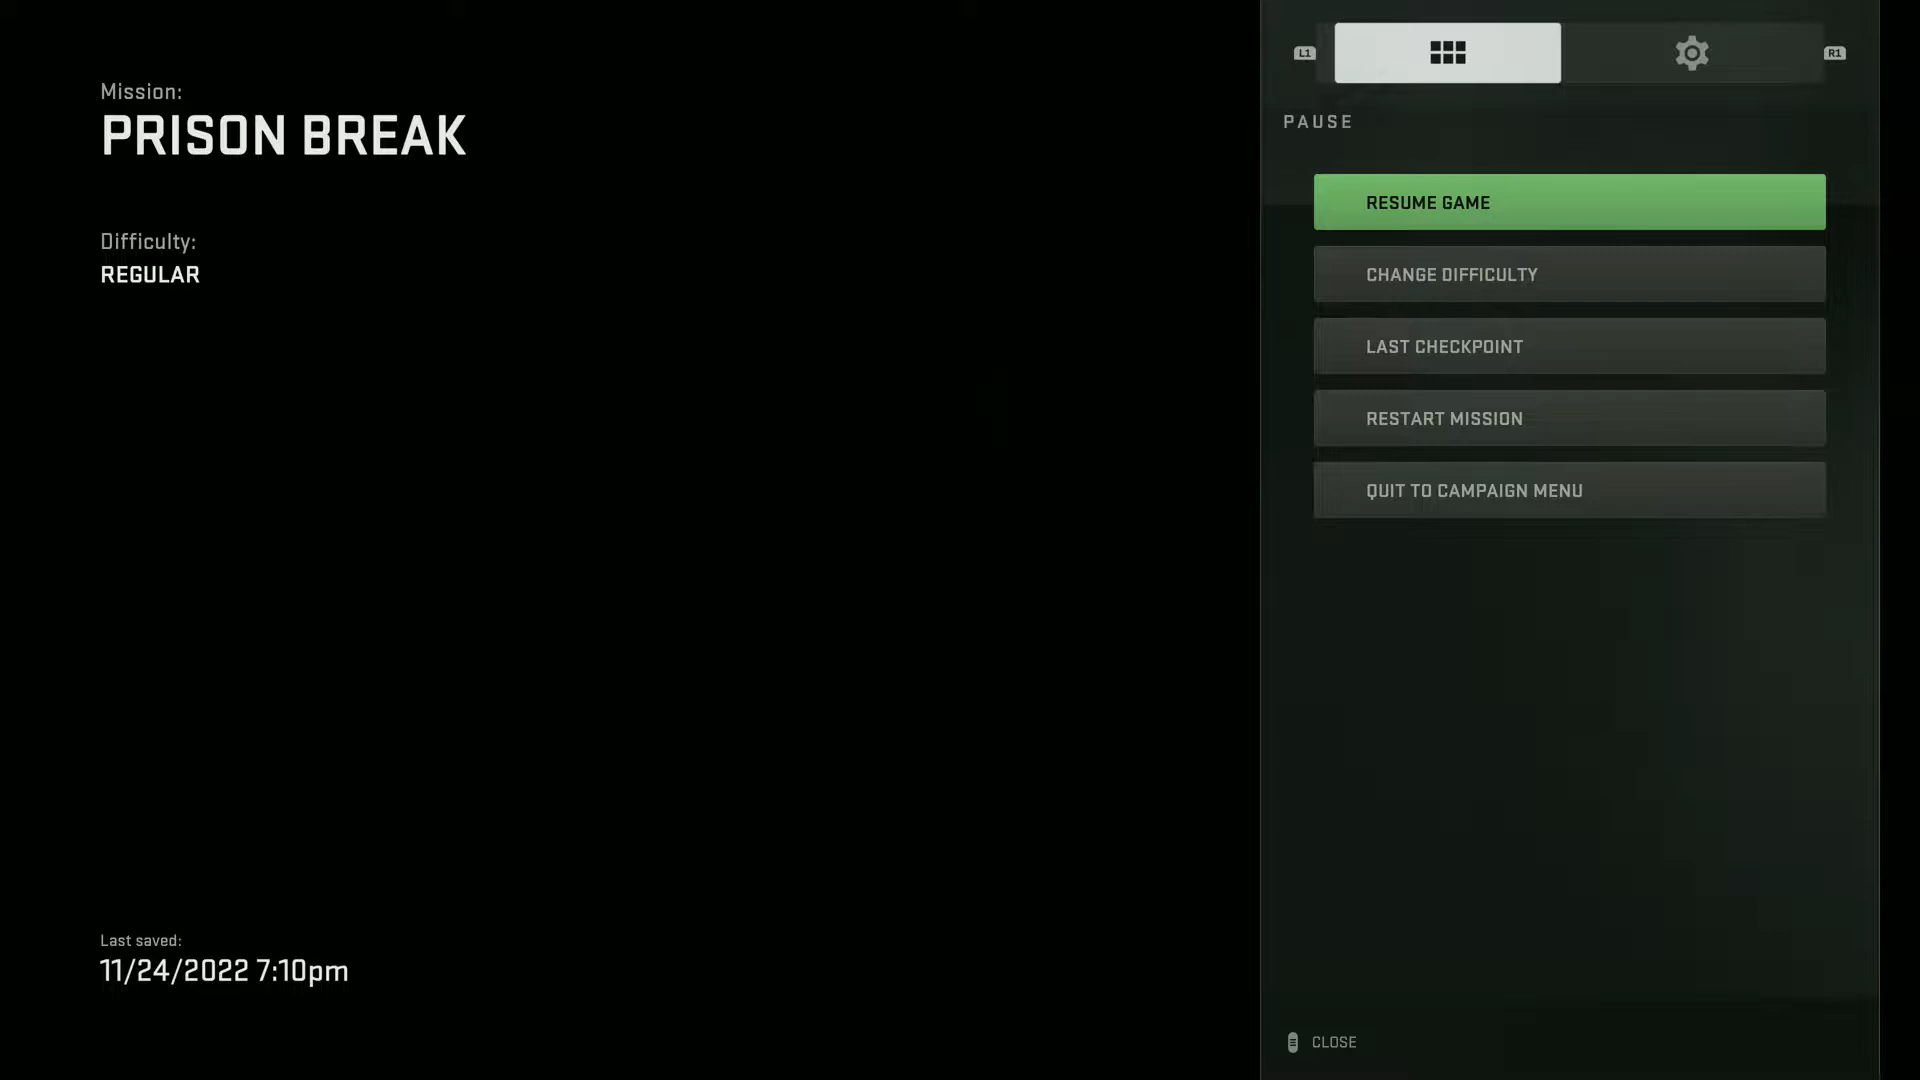 Mission:
PRISON BREAK
Difficulty:
REGULAR
Last saved:
11/24/2022 7:10pm
L1
R1
PAUSE
RESUME GAME
CHANGE DIFFICULTY
LAST CHECKPOINT
RESTART MISSION
QUIT TO CAMPAIGN MENU
CLOSE